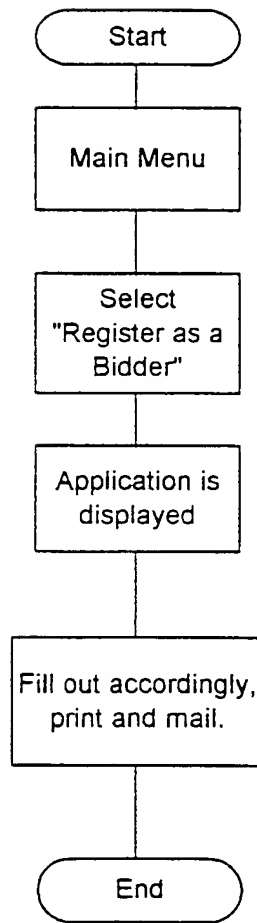 Start
Main Menu
Select
"Register as a
Bidder"
Application is
displayed
Fill out accordingly,
print and mail.
End